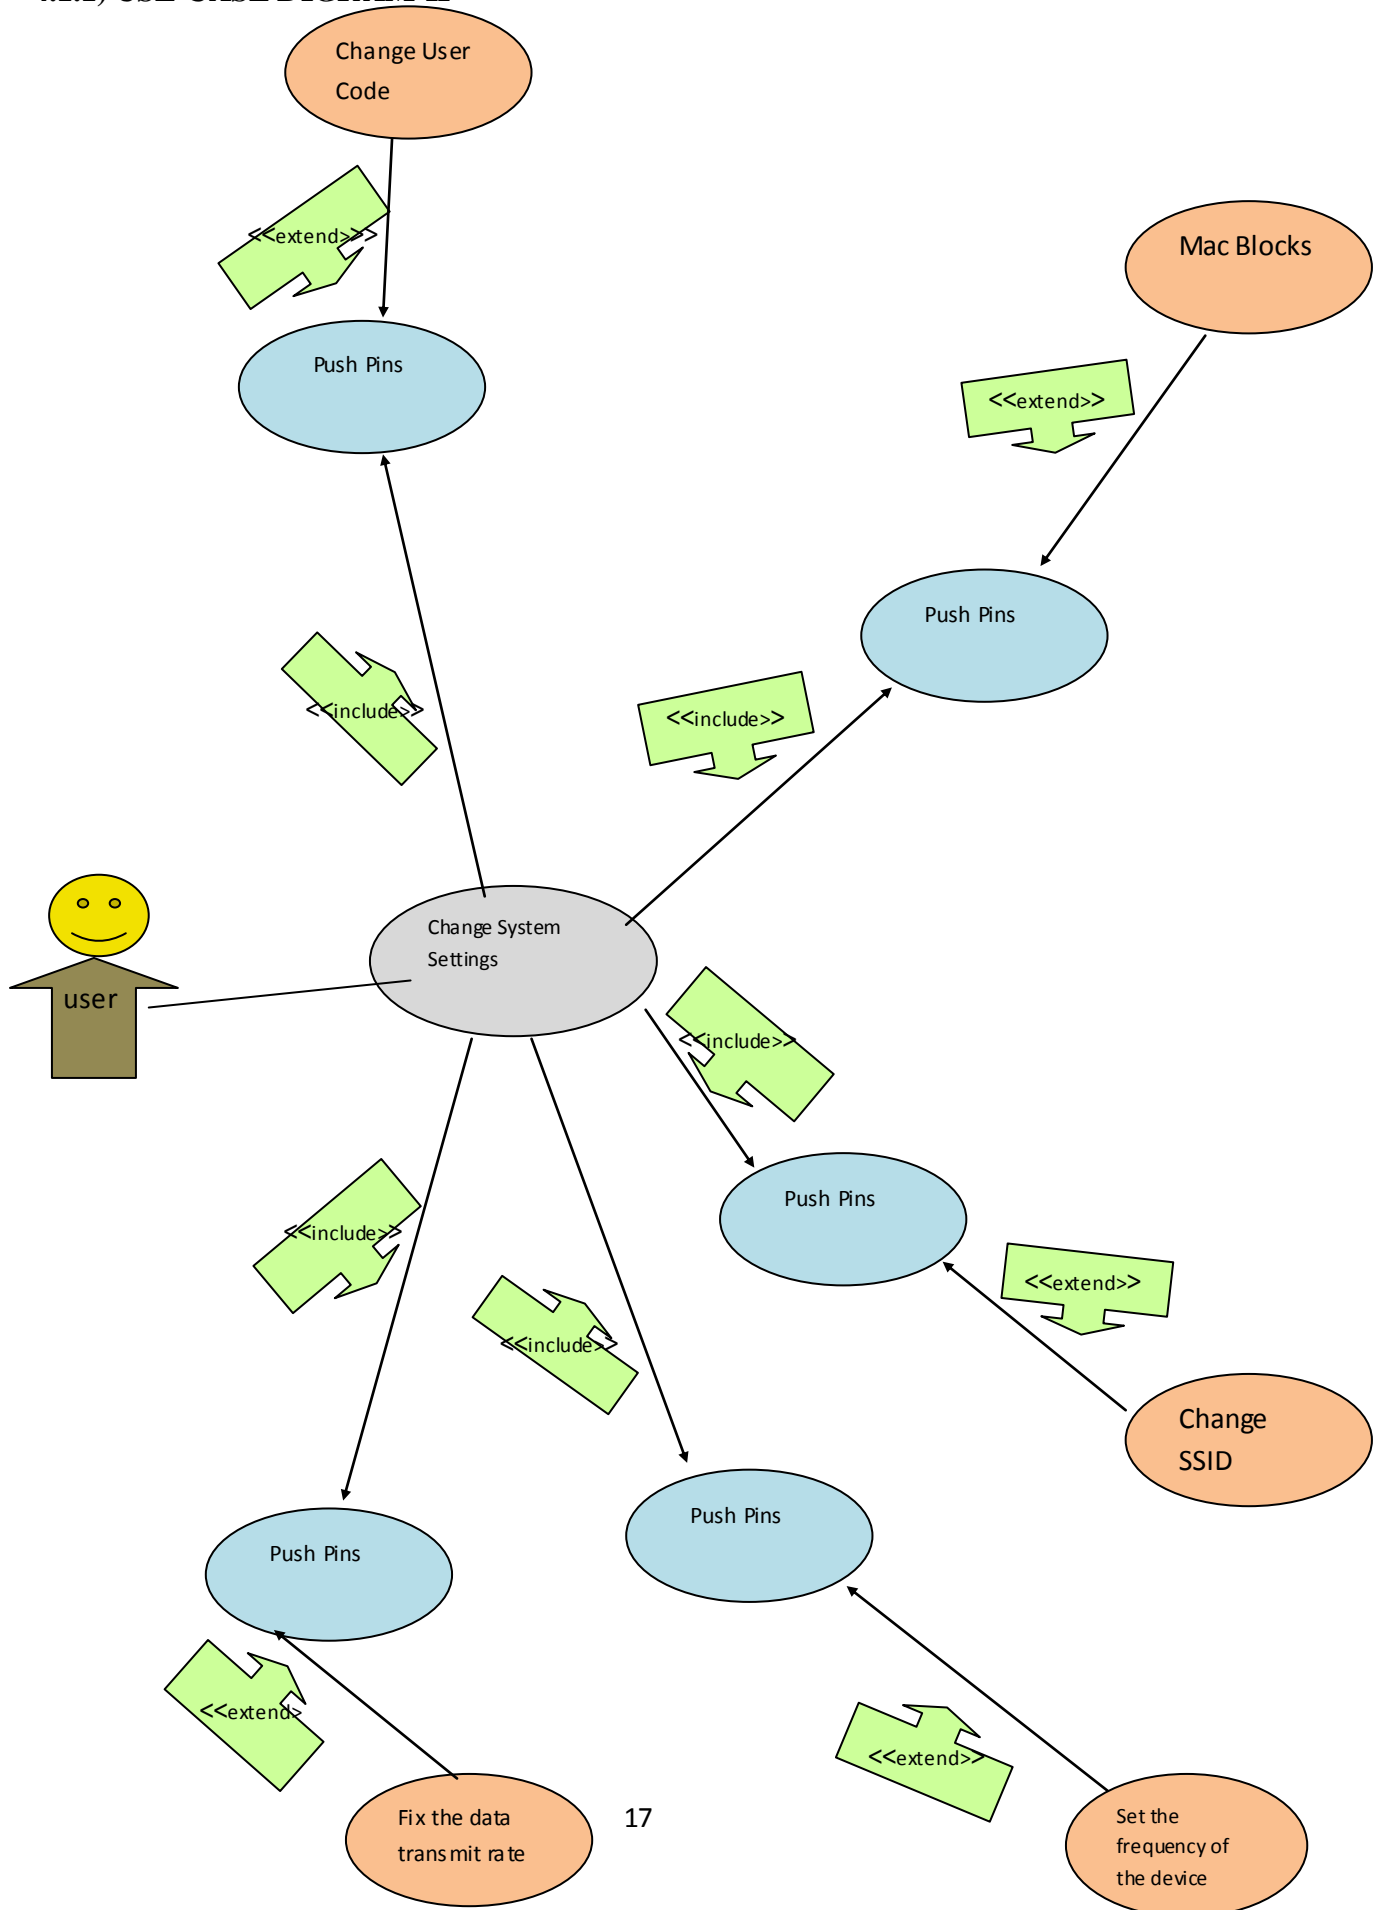 Change User
Code
<<extend>>
Mac Blocks
Push Pins
<<extend>>
Push Pins
<<include>>
<<include>>
Change System
Settings
user
<<include>>
Push Pins
<<include>>
<<extend>>
<<include>>
Change
SSID
Push Pins
Push Pins
<<extend>
<<extend>>
Fix the data
transmit rate
17
Set the
frequency of
the device